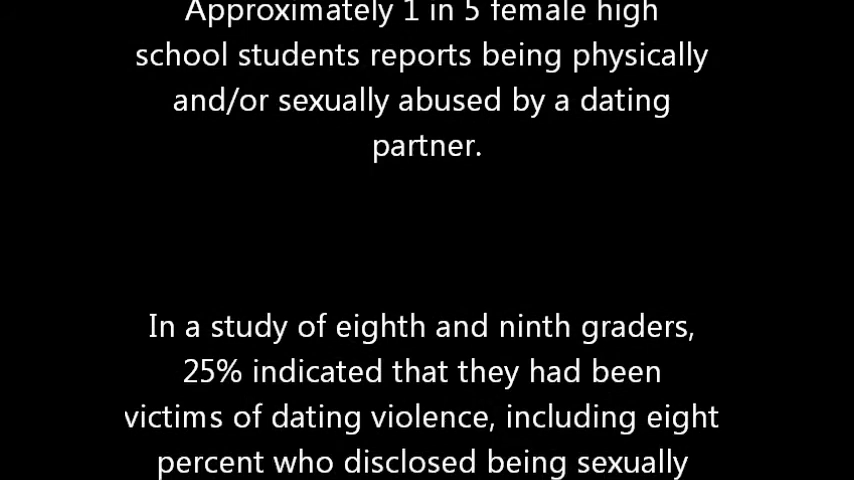 Approximately 1 in 5 female high
school students reports being physically
and/or sexually abused by a dating
partner.
In a study of eighth and ninth graders,
25% indicated that they had been
victims of dating violence, including eight
percent who disclosed being sexually